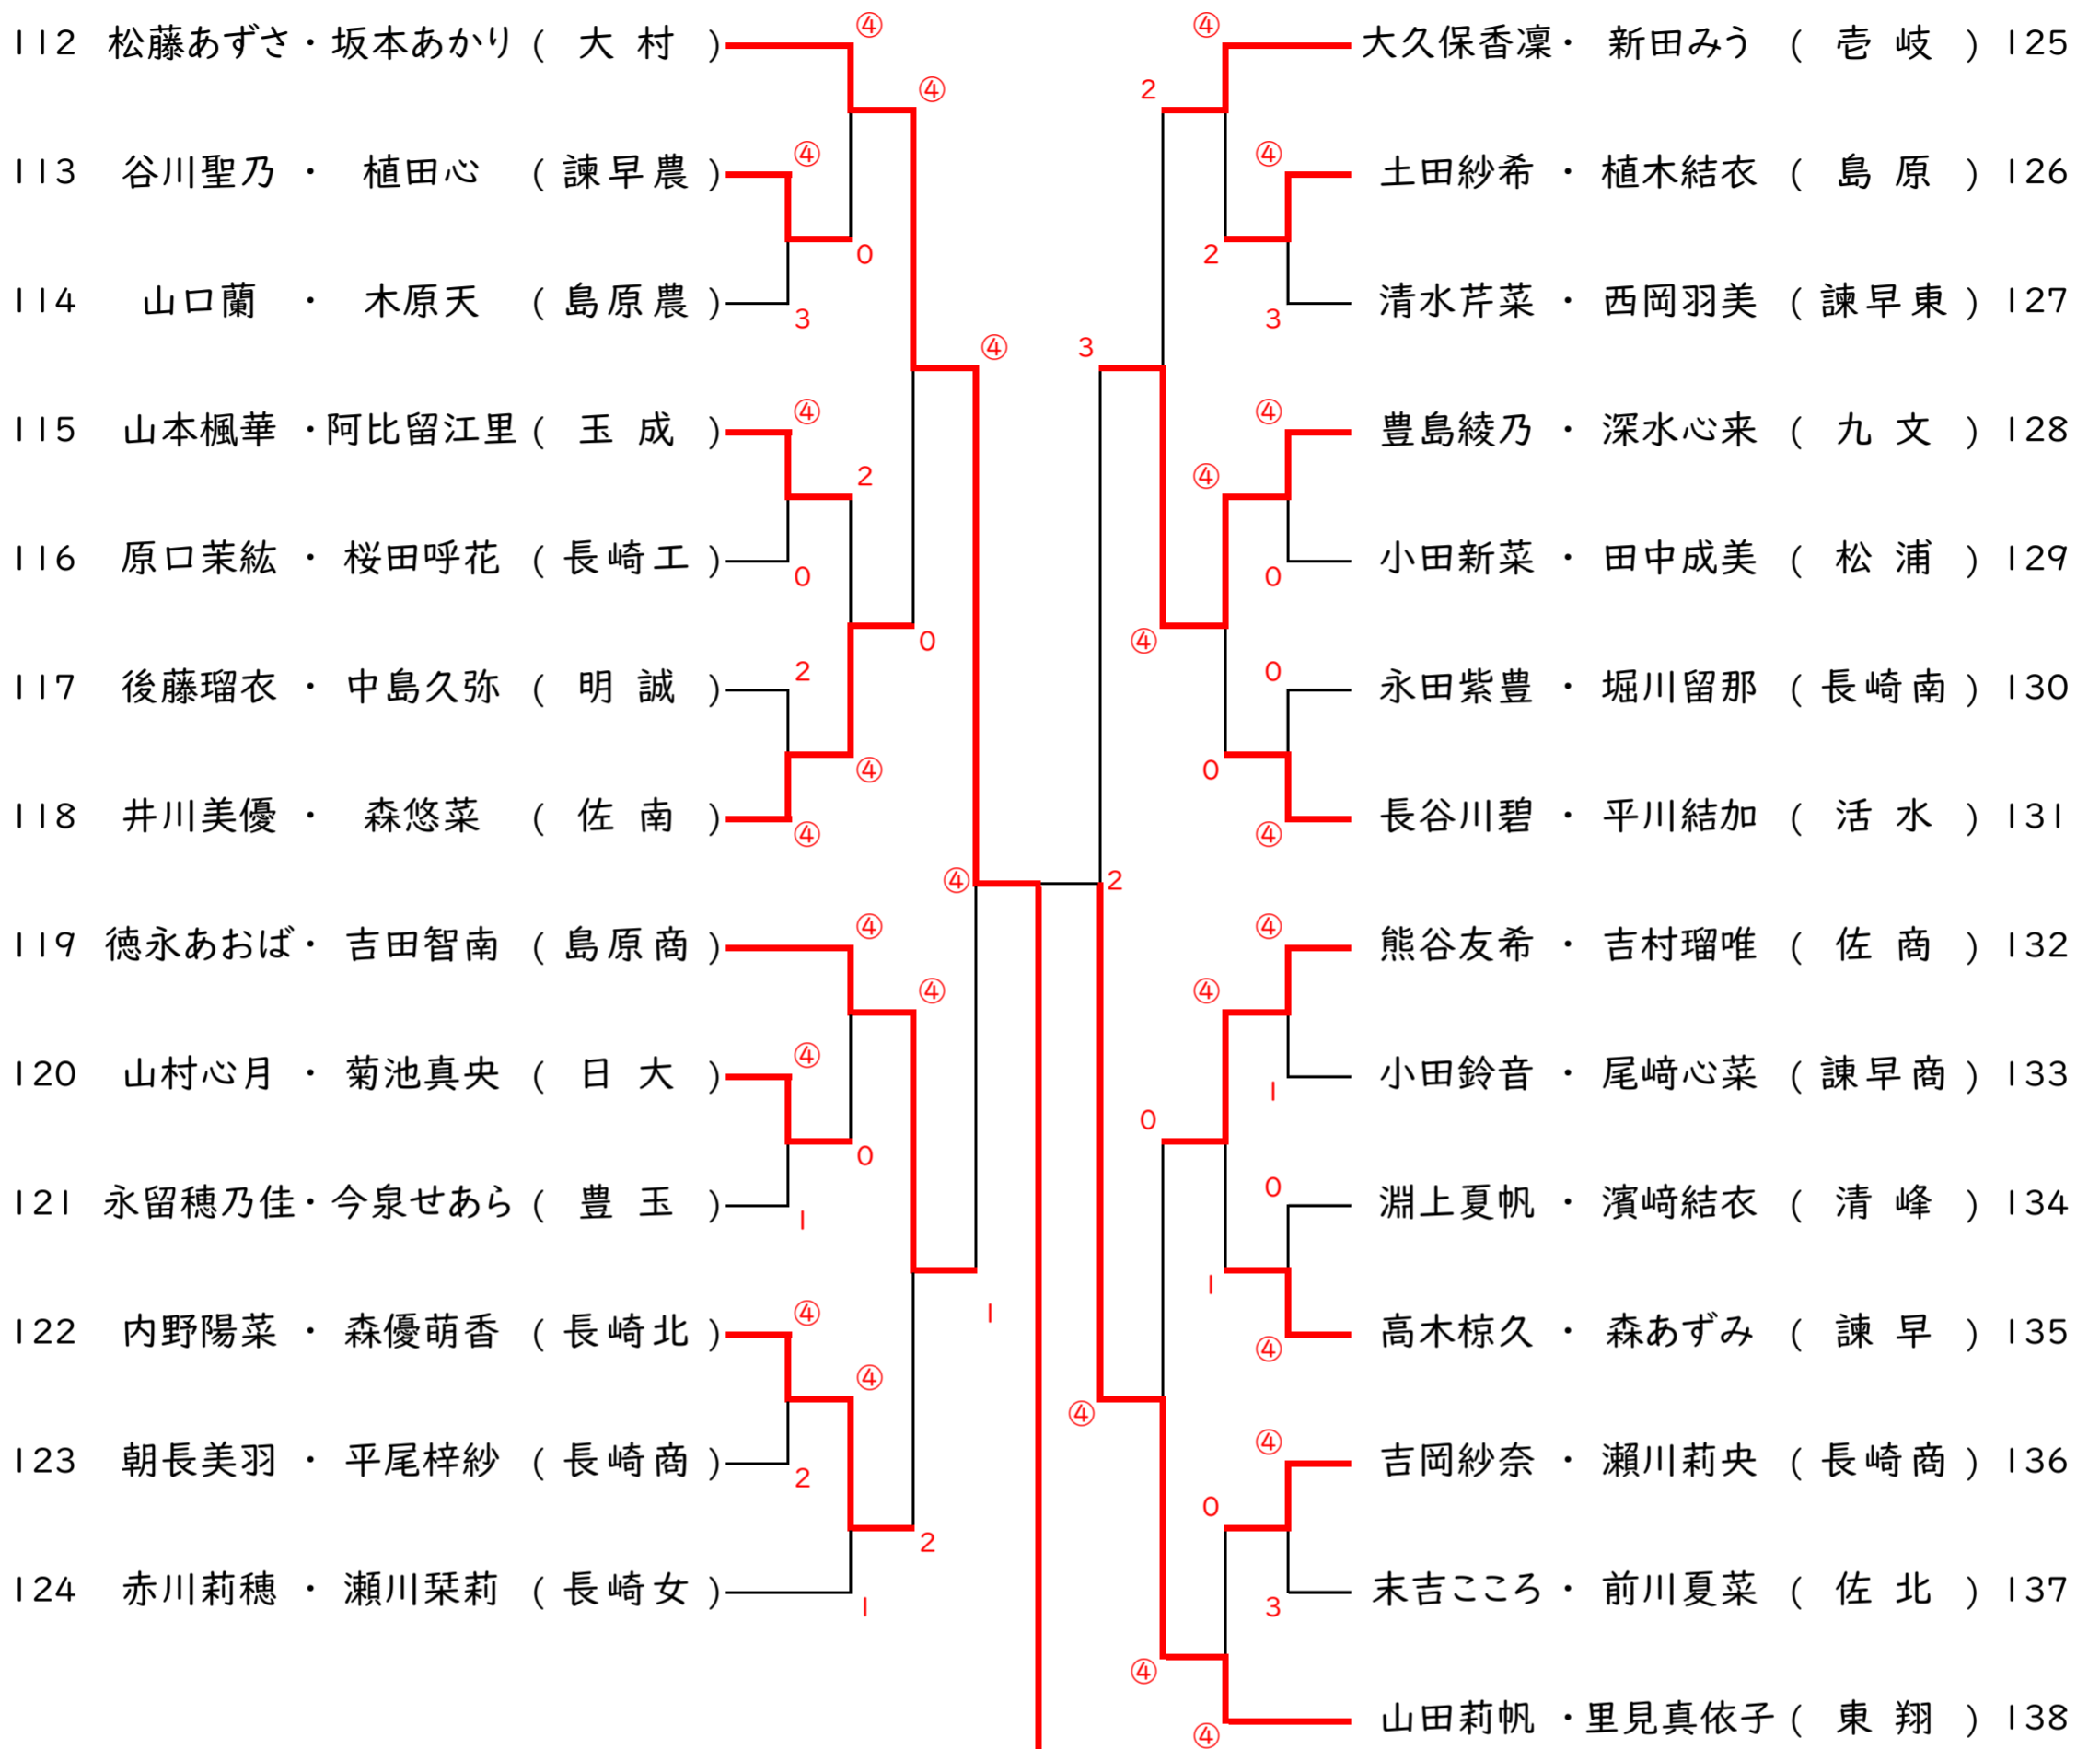 112 松藤あずさ・坂本あかり ( 大 村 )
113 谷川聖乃 ・ 植田心 ( 諫早農 )
114 山口蘭 ・ 木原天 ( 島原農 )
115 山本楓華 ・阿比留江里 ( 玉 成 )
116 原口茉紘 ・ 桜田呼花 ( 長崎工 )
117 後藤瑠衣 ・ 中島久弥 ( 明 誠 )
118 井川美優 ・ 森悠菜 ( 佐 南 )
119 徳永あおば・ 吉田智南 ( 島原商 )
120 山村心月 ・ 菊池真央 ( 日 大 )
121 永留穂乃佳・今泉せあら ( 豊 玉 )
122 内野陽菜 ・ 森優萌香 ( 長崎北 )
123 朝長美羽 ・ 平尾梓紗 ( 長崎商 )
124 赤川莉穂 ・ 瀬川栞莉 ( 長崎女 )
④
④
④
0
3
④
④
2
0
0
2
④
④
④
④
④
④
0
1
1
④
④
2
2
1
④
2
④
2
3
3
④
④
0
④
0
0
④
2
④
④
1
0
0
1
④
④
④
0
3
④
④
大久保香凜・ 新田みう ( 壱 岐 ) 125
土田紗希 ・ 植木結衣 ( 島 原 ) 126
清水芹菜 ・ 西岡羽美 ( 諫早東 ) 127
豊島綾乃 ・ 深水心来 ( 九 文 ) 128
小田新菜 ・ 田中成美 ( 松 浦 ) 129
永田紫豊 ・ 堀川留那 ( 長崎南 ) 130
長谷川碧 ・ 平川結加 ( 活 水 ) 131
熊谷友希 ・ 吉村瑠唯 ( 佐 商 ) 132
小田鈴音 ・ 尾﨑心菜 ( 諌早商 ) 133
淵上夏帆 ・ 濱﨑結衣 ( 清 峰 ) 134
高木椋久 ・ 森あずみ ( 諫 早 ) 135
吉岡紗奈 ・ 瀬川莉央 ( 長崎商 ) 136
末吉こころ ・ 前川夏菜 ( 佐 北 ) 137
山田莉帆 ・里見真依子 ( 東 翔 ) 138